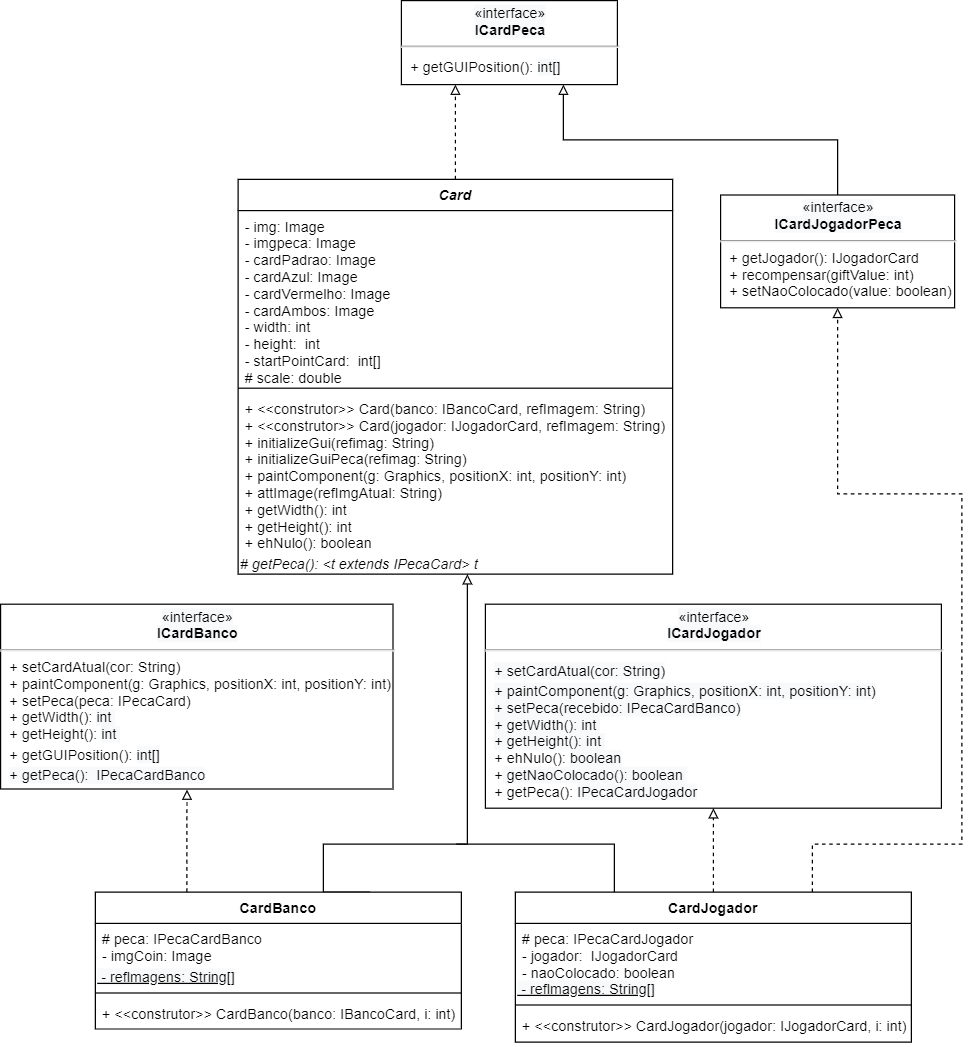 «interface»
ICardPeca
+ getGUIPosition(): int[]
Card
- img: Image
- imgpeca: Image
- cardPadrao: Image
- cardAzul: Image
- cardVermelho: Image
- cardAmbos: Image
- width: int
- height:  int
- startPointCard:  int[]
# scale: double
+ <<construtor>> Card(banco: IBancoCard, refImagem: String)
+ <<construtor>> Card(jogador: IJogadorCard, refImagem: String)
+ initializeGui(refimag: String)
+ initializeGuiPeca(refimag: String)
+ paintComponent(g: Graphics, positionX: int, positionY: int)
+ attImage(refImgAtual: String)
+ getWidth(): int
+ getHeight(): int
+ ehNulo(): boolean
# getPeca(): <t extends IPecaCard> t
«interface»
ICardJogadorPeca
+ getJogador(): IJogadorCard
+ recompensar(giftValue: int)
+ setNaoColocado(value: boolean)
«interface»
ICardBanco
+ setCardAtual(cor: String)
+ paintComponent(g: Graphics, positionX: int, positionY: int)
+ setPeca(peca: IPecaCard)
+ getWidth(): int
+ getHeight(): int
+ getGUIPosition(): int[]
+ getPeca():  IPecaCardBanco
«interface»
ICardJogador
+ setCardAtual(cor: String)
+ paintComponent(g: Graphics, positionX: int, positionY: int)
+ setPeca(recebido: IPecaCardBanco)
+ getWidth(): int
+ getHeight(): int
+ ehNulo(): boolean
+ getNaoColocado(): boolean
+ getPeca(): IPecaCardJogador
CardBanco
# peca: IPecaCardBanco
- imgCoin: Image
- refImagens: String[]
+ <<construtor>> CardBanco(banco: IBancoCard, i: int)
CardJogador
# peca: IPecaCardJogador
- jogador:  IJogadorCard
- naoColocado: boolean
- refImagens: String[]
+ <<construtor>> CardJogador(jogador: IJogadorCard, i: int)